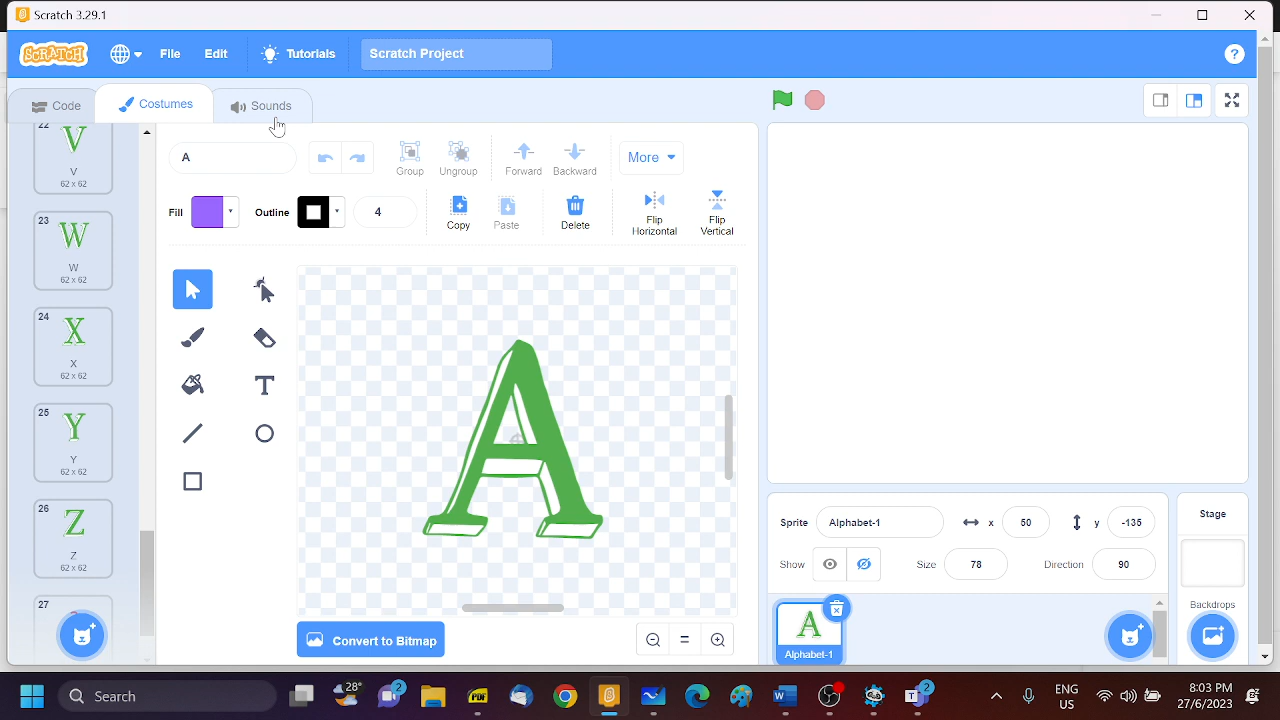 Scratch 3.29.1
SCRATCH File Edit Tutorials Scratch Project ?
Code Costumes Sounds
22
V
V
62 x 62
23
W
W
62 x 62
24
X
X
62 x 62
25
Y
Y
62 x 62
26
Z
Z
62 x 62
27
A
Group Ungroup Forward Backward More
Fill Outline 4 Copy Paste Delete Flip Horizontal Flip Vertical
T
A
Convert to Bitmap =
Sprite Alphabet-1 x 50 y -135
Show Size 78 Direction 90
A
Alphabet-1
Stage
Backdrops
Search 28° 2 PDF W 2 ENG US 8:03 PM 27/6/2023